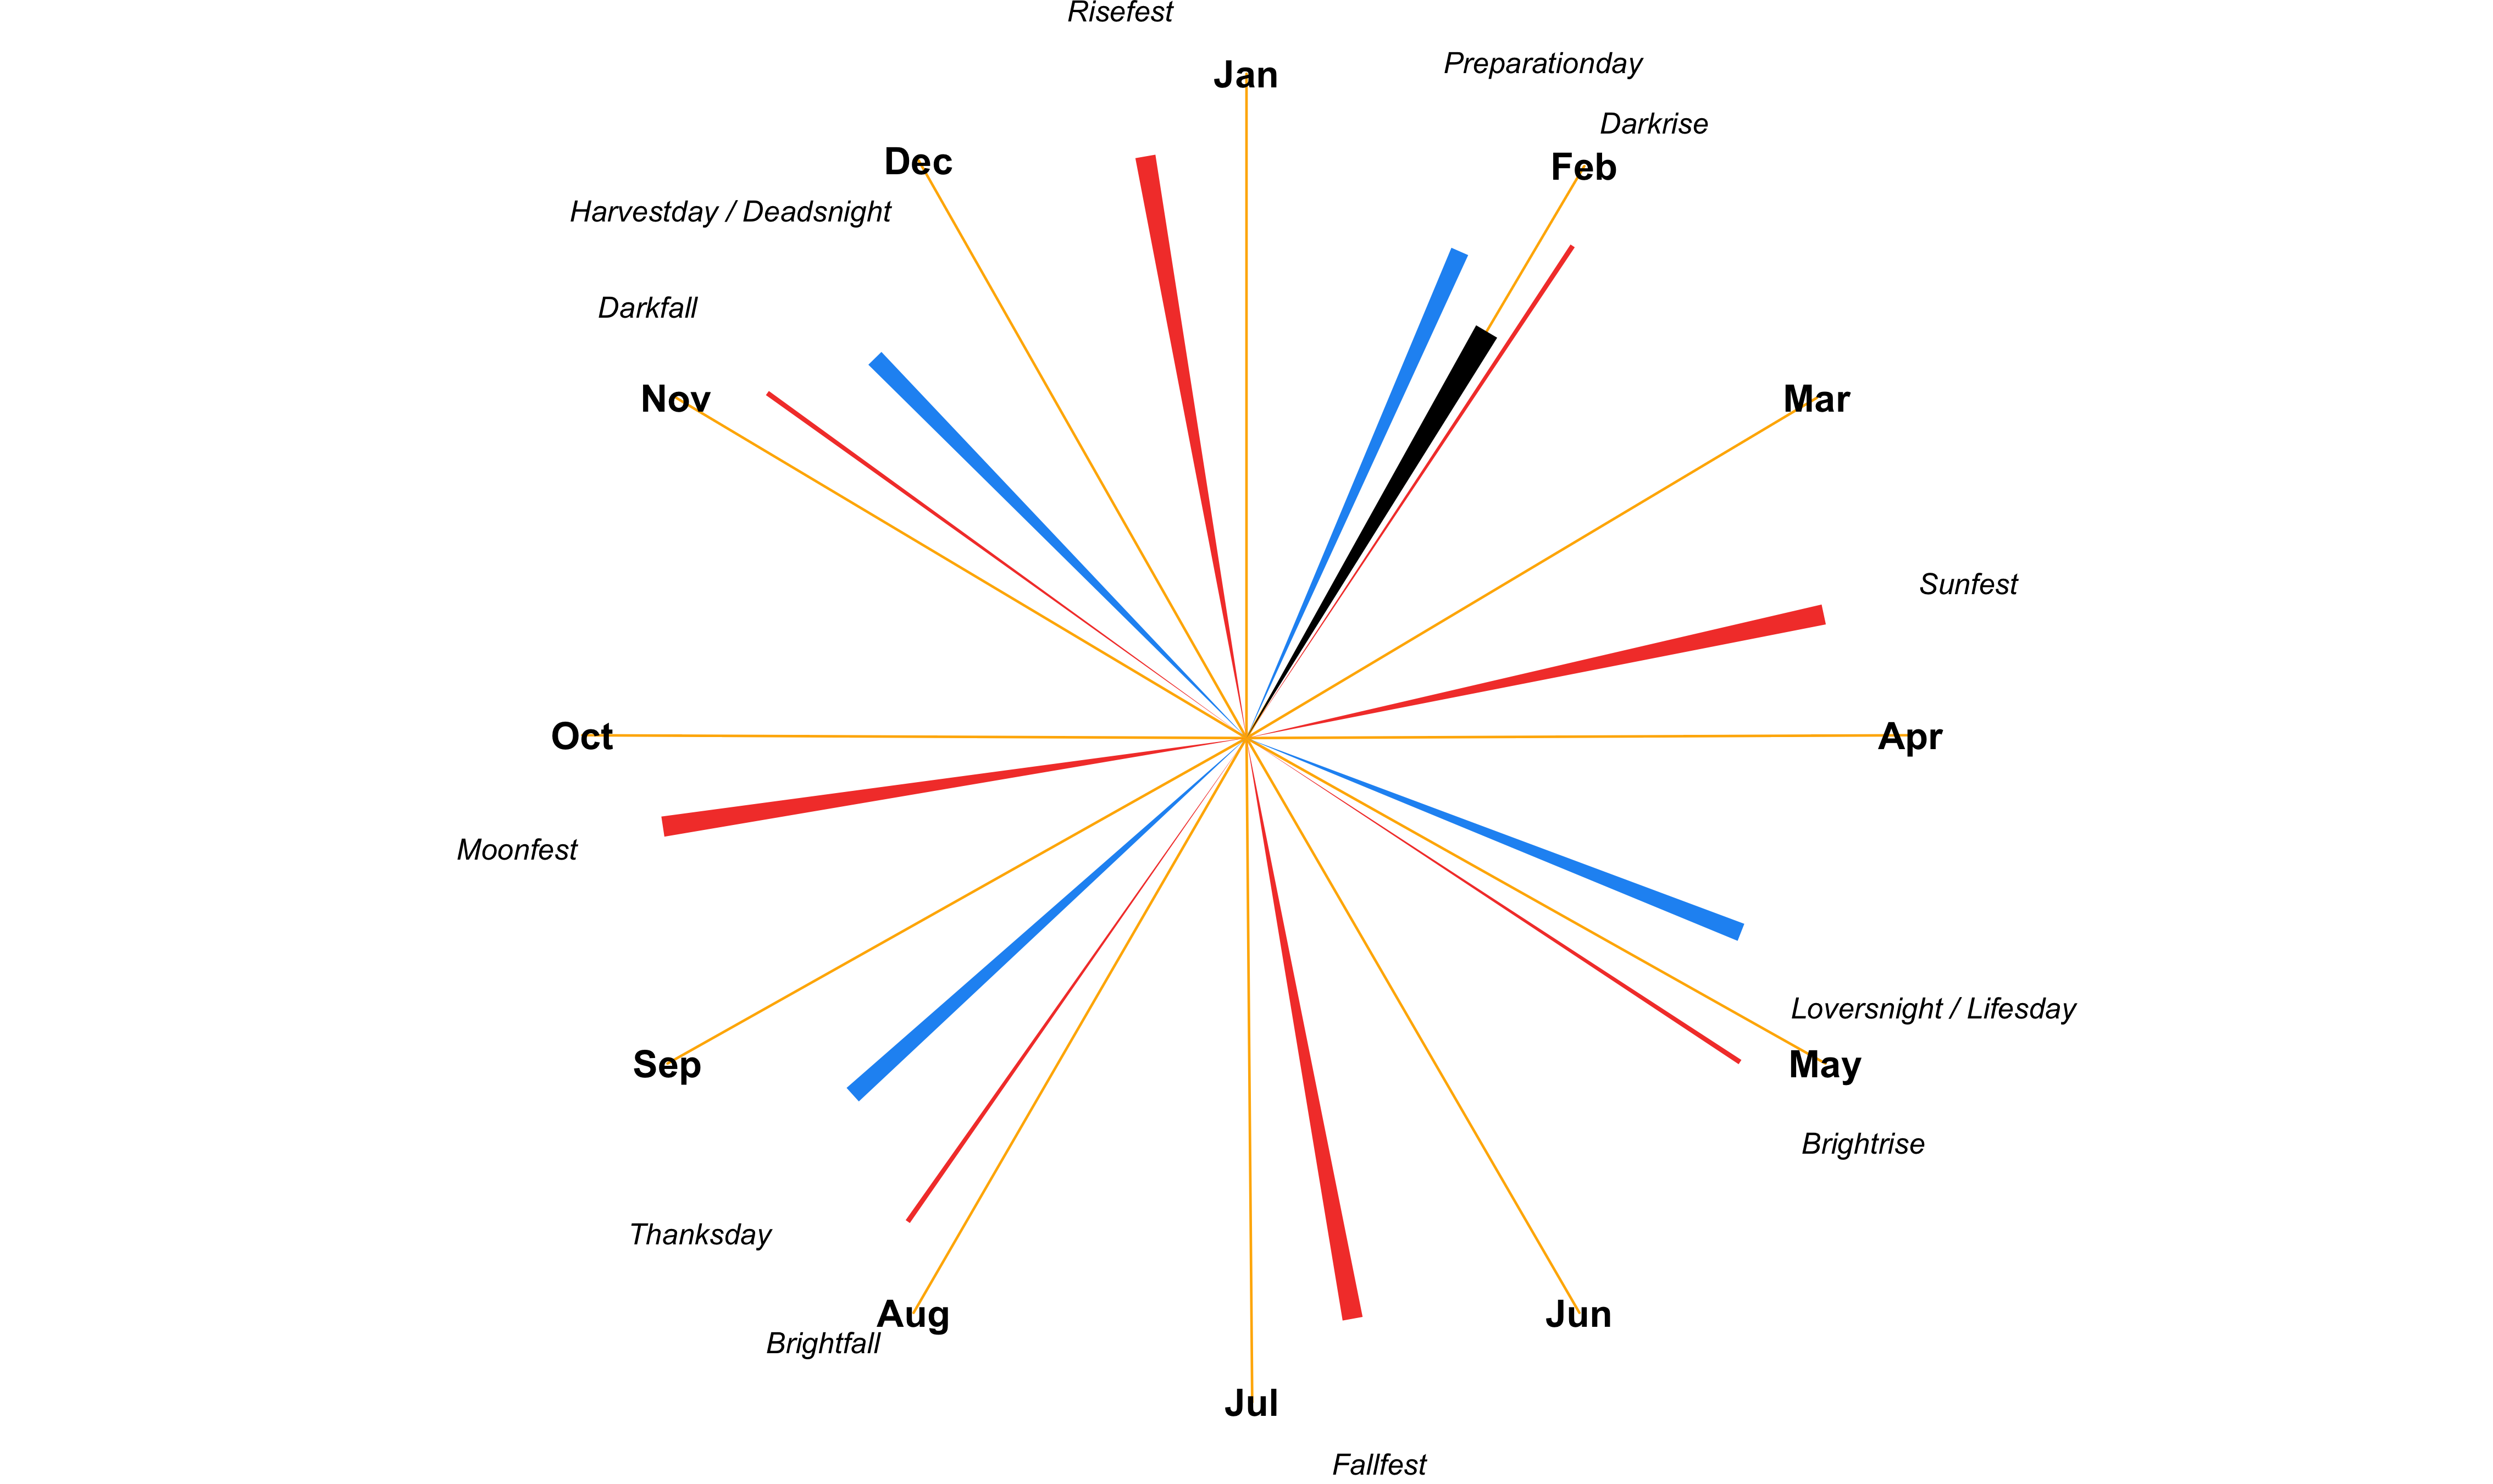 Risefest
Jan
Preparationday
Darkrise
Dec
Feb
Harvestday / Deadsnight
Darkfall
Nov
Mar
Sunfest
Oct
Apr
Moonfest
Loversnight / Lifesday
Sep
May
Brightrise
Thanksday
Aug
Jun
Brightfall
Jul
Fallfest